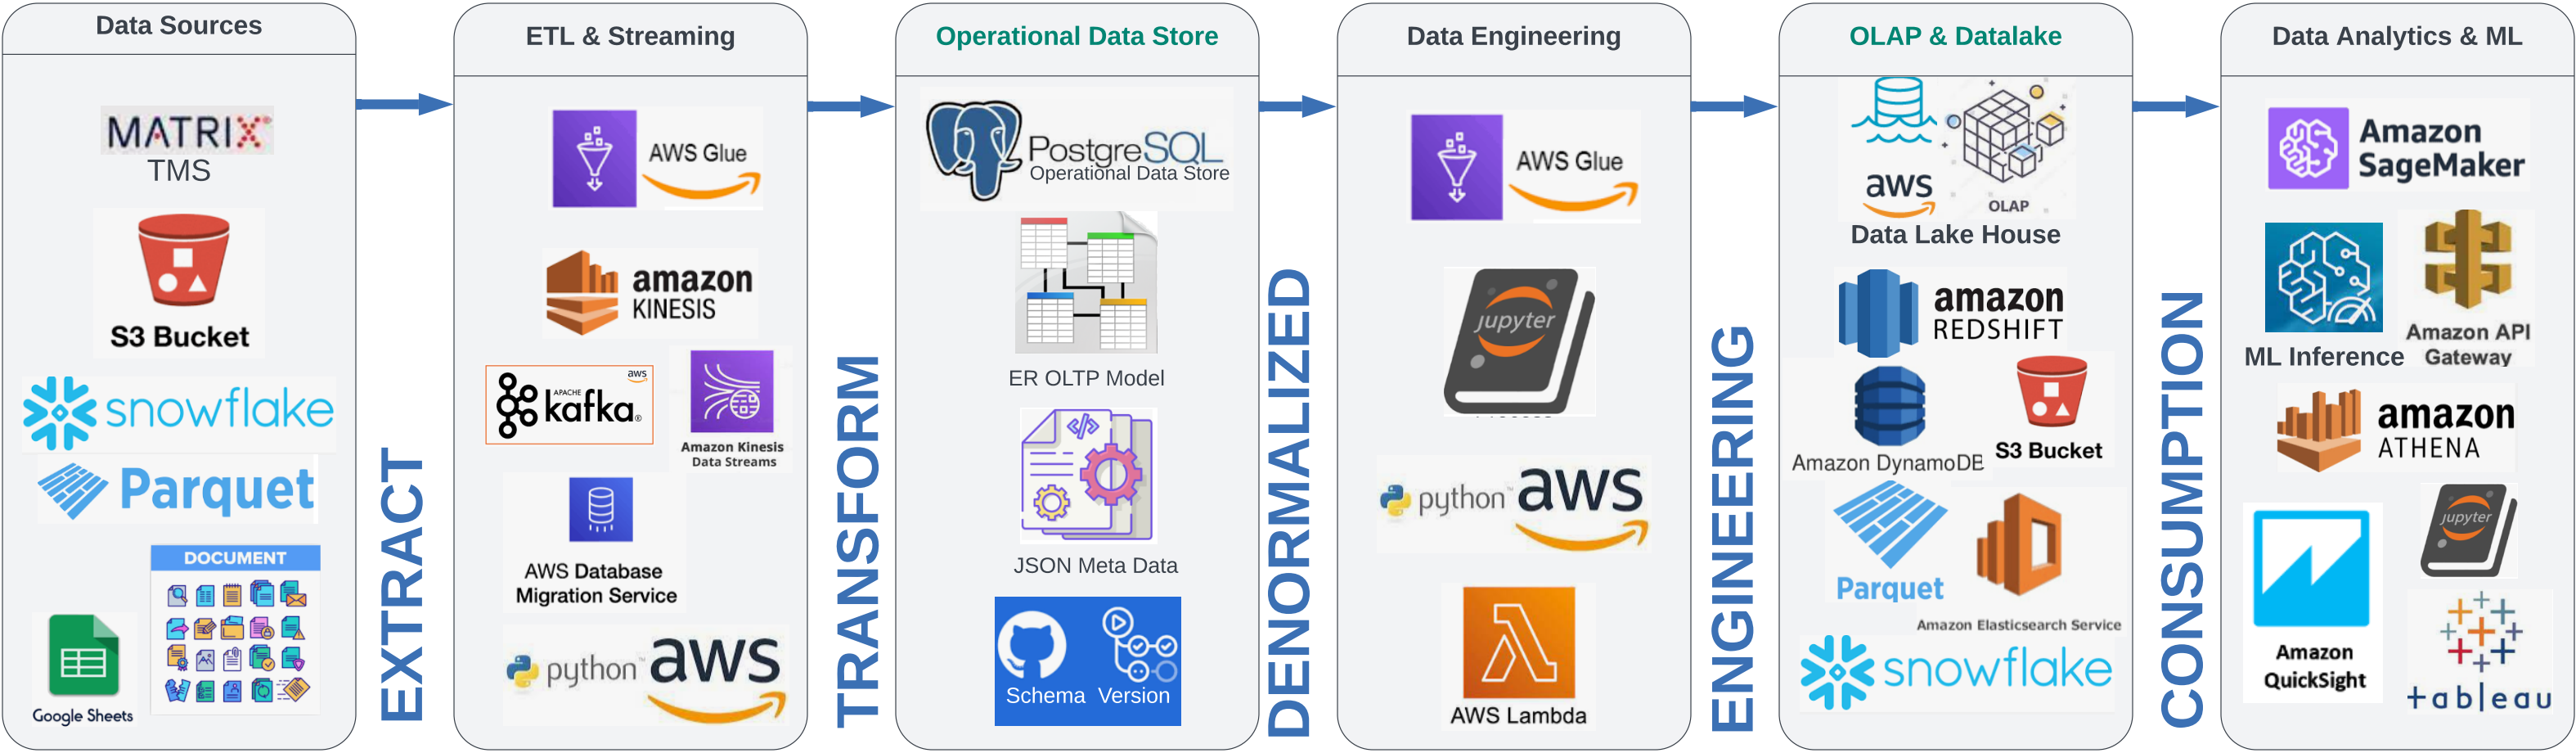 Data Sources
MATRIX
TMS
S3 Bucket
snowflake
Parquet
DOCUMENT
Google Sheets
EXTRACT
ETL & Streaming
AWS Glue
amazon
KINESIS
aws
APACHE
kafka®
Amazon Kinesis
Data Streams
AWS Database
Migration Service
python™ aws
TRANSFORM
Operational Data Store
PostgreSQL
Operational Data Store
ER OLTP Model
</>
JSON Meta Data
Schema Version
DENORMALIZED
Data Engineering
AWS Glue
jupyter
python™ aws
AWS Lambda
ENGINEERING
OLAP & Datalake
aws
OLAP
Data Lake House
amazon
REDSHIFT
Amazon DynamoDB
S3 Bucket
Parquet
Amazon Elasticsearch Service
snowflake
CONSUMPTION
Data Analytics & ML
Amazon
SageMaker
ML Inference
Amazon API
Gateway
amazon
ATHENA
jupyter
Amazon
QuickSight
tableau